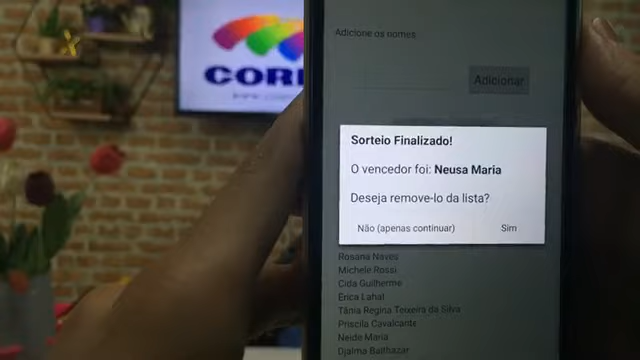 Adicione os nomes
Adicionar
CORE
Sorteio Finalizado!
O vencedor foi: Neusa Maria
Deseja remove-lo da lista?
Não (apenas continuar) Sim
Rosana Naves
Michele Rossi
Cida Guilherme
Erica Lahal
Tânia Regina Teixeira da Silva
Priscila Cavalcante
Neide Maria
Djalma Balthazar